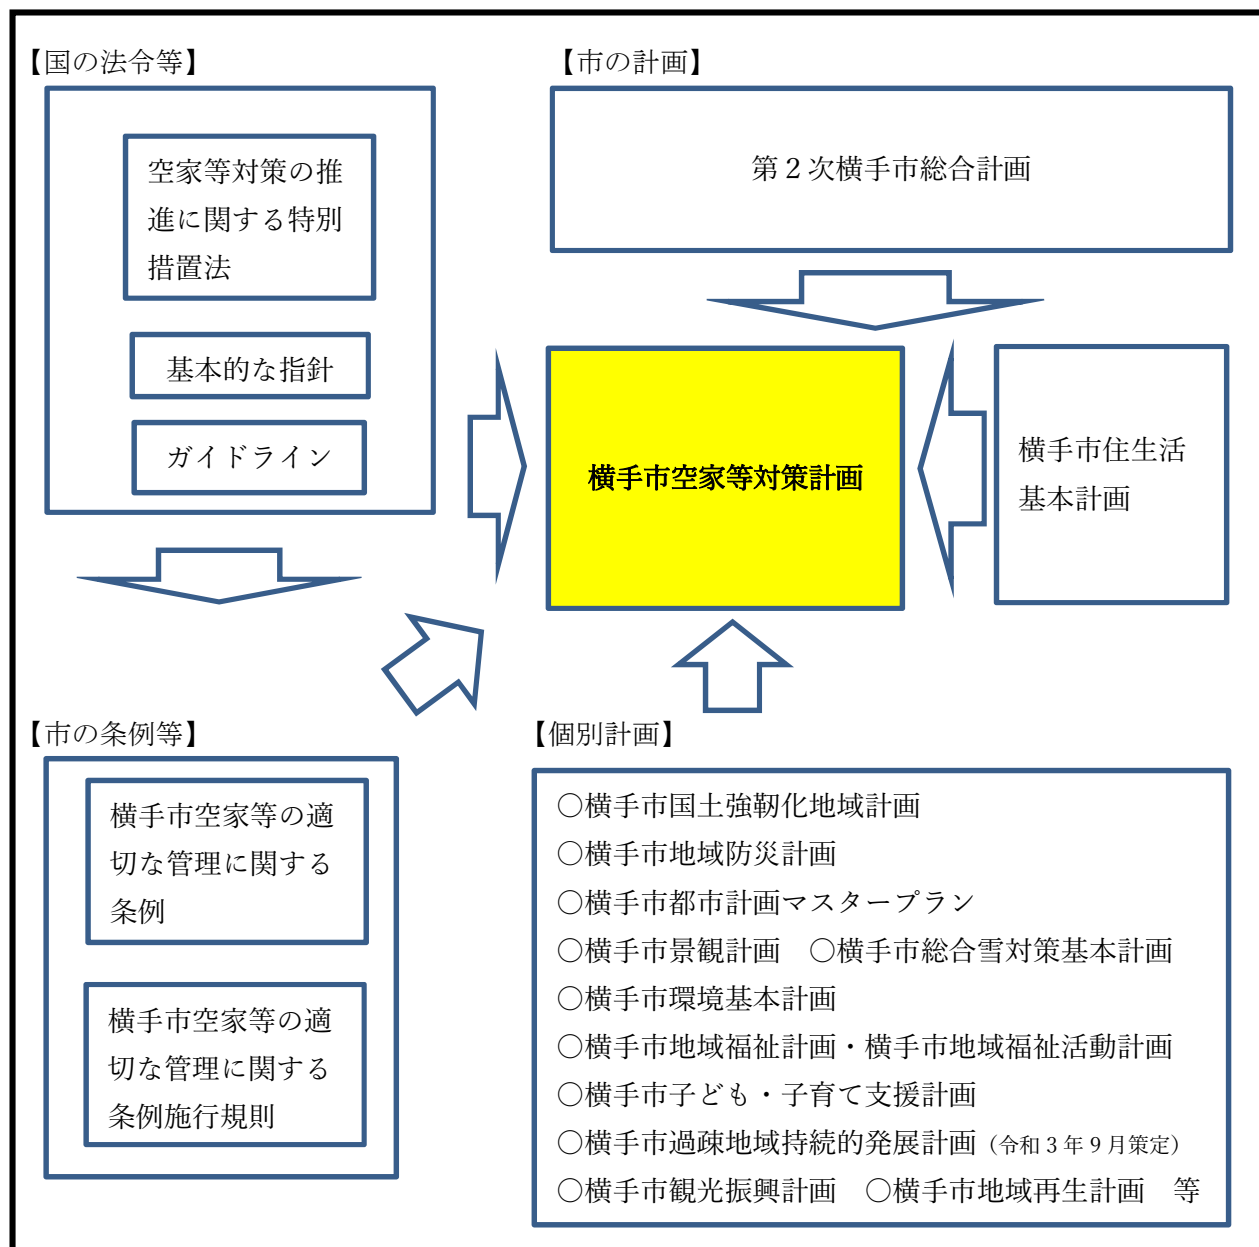 【国の法令等】
空家等対策の推
進に関する特別
措置法
基本的な指針
ガイドライン
【市の計画】
第２次横手市総合計画
横手市空家等対策計画
横手市住生活
基本計画
【市の条例等】
横手市空家等の適
切な管理に関する
条例
横手市空家等の適
切な管理に関する
条例施行規則
【個別計画】
○横手市国土強靭化地域計画
○横手市地域防災計画
○横手市都市計画マスタープラン
○横手市景観計画　○横手市総合雪対策基本計画
○横手市環境基本計画
○横手市地域福祉計画・横手市地域福祉活動計画
○横手市子ども・子育て支援計画
○横手市過疎地域持続的発展計画（令和３年９月策定）
○横手市観光振興計画　○横手市地域再生計画　等